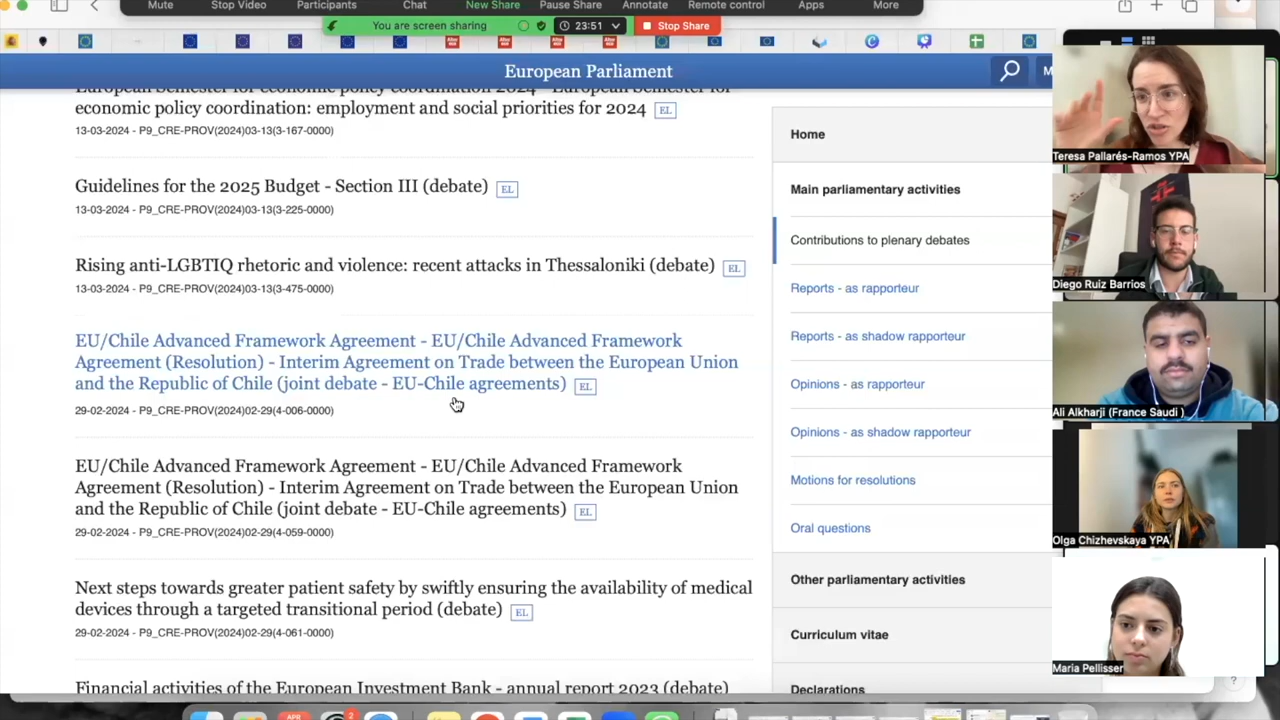 Mute
Stop Video
Participants
Chat
New Share
Pause Share
Annotate
Remote control
Apps
More
You are screen sharing
23:51
Stop Share
European Parliament
M
European Semester for economic policy coordination 2024 - European Semester for
economic policy coordination: employment and social priorities for 2024 EL
13-03-2024 - P9_CRE-PROV(2024)03-13(3-167-0000)
Guidelines for the 2025 Budget - Section III (debate) EL
13-03-2024 - P9_CRE-PROV(2024)03-13(3-225-0000)
Rising anti-LGBTIQ rhetoric and violence: recent attacks in Thessaloniki (debate) EL
13-03-2024 - P9_CRE-PROV(2024)03-13(3-475-0000)
EU/Chile Advanced Framework Agreement - EU/Chile Advanced Framework
Agreement (Resolution) - Interim Agreement on Trade between the European Union
and the Republic of Chile (joint debate - EU-Chile agreements) EL
29-02-2024 - P9_CRE-PROV(2024)02-29(4-006-0000)
EU/Chile Advanced Framework Agreement - EU/Chile Advanced Framework
Agreement (Resolution) - Interim Agreement on Trade between the European Union
and the Republic of Chile (joint debate - EU-Chile agreements) EL
29-02-2024 - P9_CRE-PROV(2024)02-29(4-059-0000)
Next steps towards greater patient safety by swiftly ensuring the availability of medical
devices through a targeted transitional period (debate) EL
29-02-2024 - P9_CRE-PROV(2024)02-29(4-061-0000)
Financial activities of the European Investment Bank - annual report 2023 (debate)
Home
Main parliamentary activities
Contributions to plenary debates
Reports - as rapporteur
Reports - as shadow rapporteur
Opinions - as rapporteur
Opinions - as shadow rapporteur
Motions for resolutions
Oral questions
Other parliamentary activities
Curriculum vitae
Declarations
Teresa Pallarés-Ramos YPA
Diego Ruiz Barrios
Ali Alkharji (France Saudi )
Olga Chizhevskaya YPA
Maria Pellisser
?
APR
2